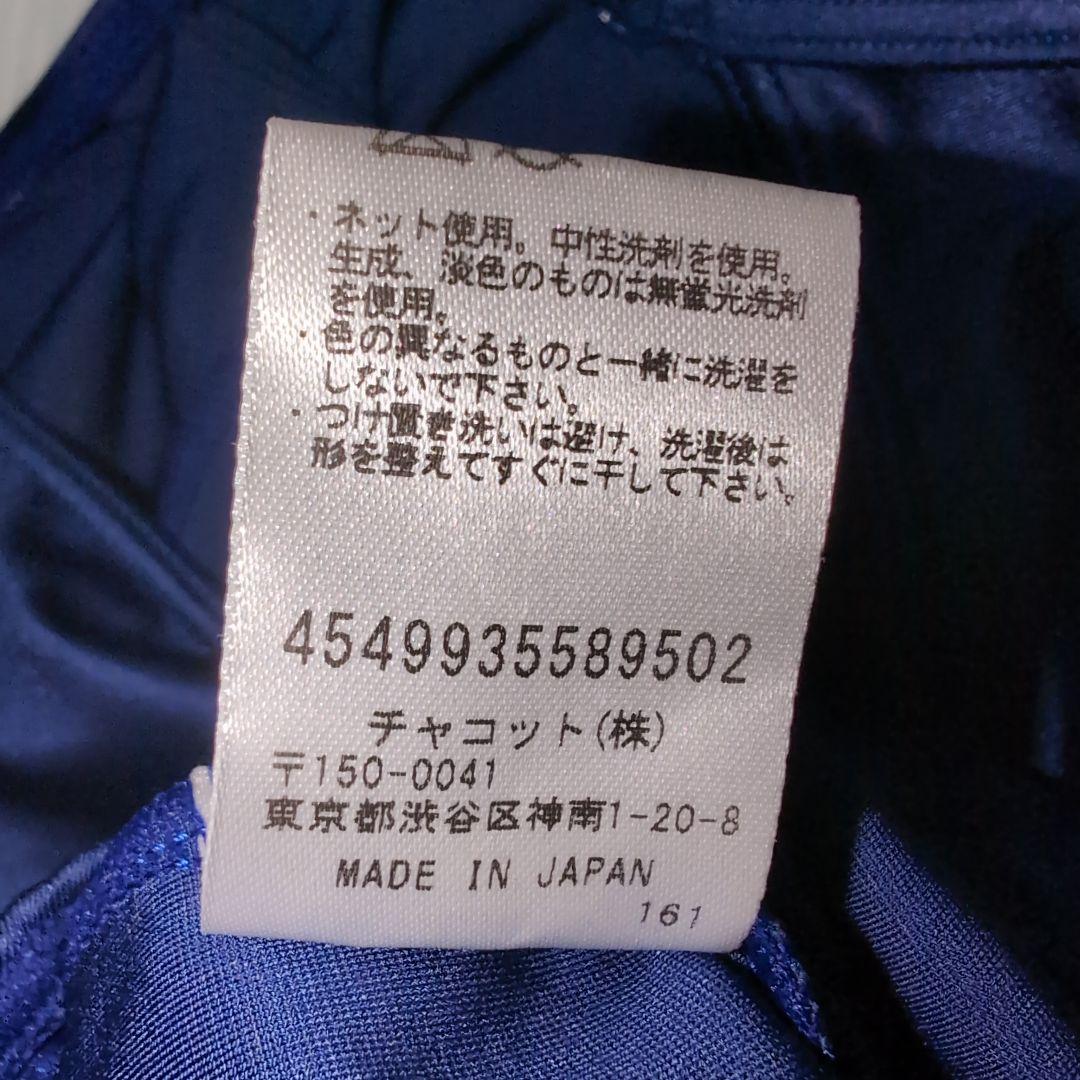 ・ネット使用。中性洗剤を使用。
生成、淡色のものは無蛍光洗剤
を使用。
・色の異なるものと一緒に洗濯を
しないで下さい。
・つけ置き洗いは避け、洗濯後は
形を整えてすぐに干して下さい。
4549935589502
チャコット(株)
〒150-0041
東京都渋谷区神南1-20-8
MADE IN JAPAN
161